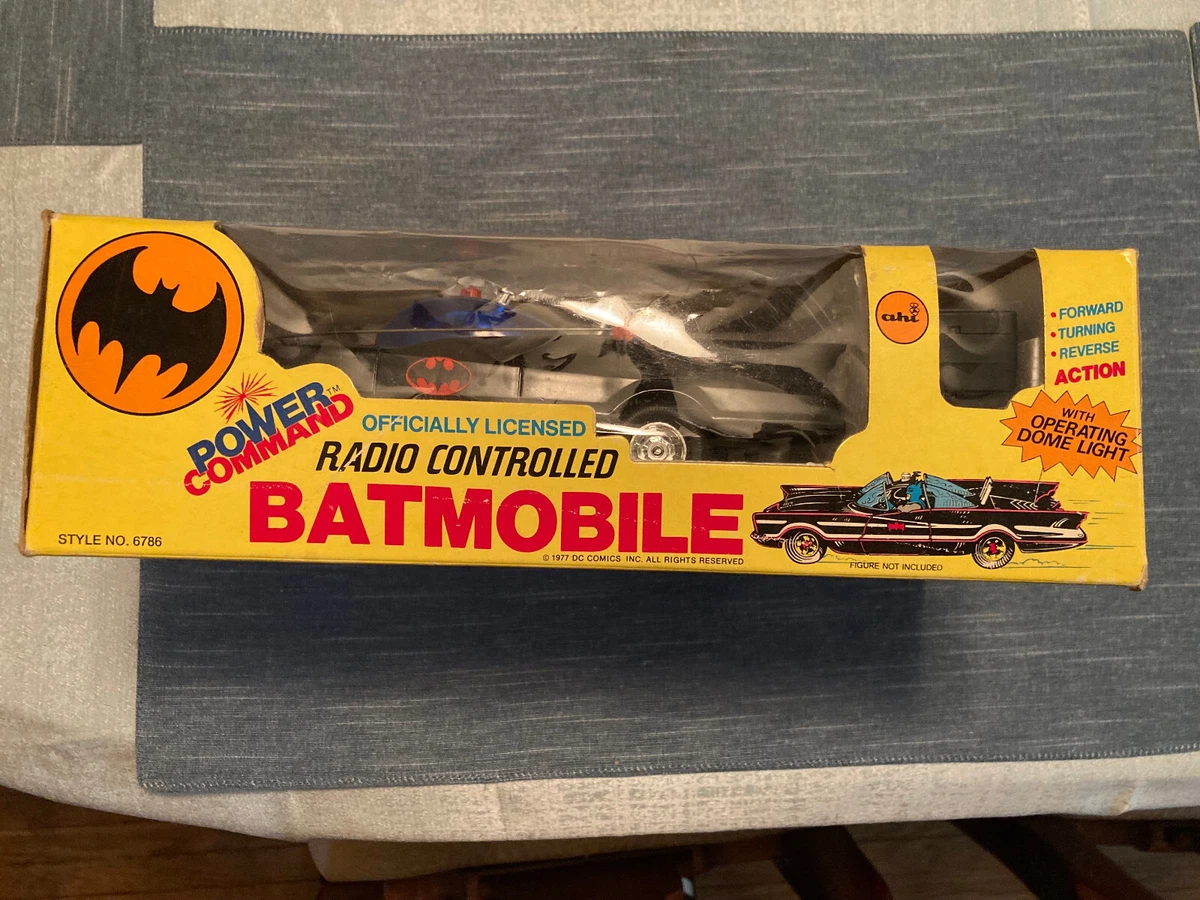 POWER™
COMMAND
OFFICIALLY LICENSED
RADIO CONTROLLED
BATMOBILE
STYLE NO. 6786
© 1977 DC COMICS INC. ALL RIGHTS RESERVED
ahi
• FORWARD
• TURNING
• REVERSE
ACTION
WITH
OPERATING
DOME LIGHT
FIGURE NOT INCLUDED